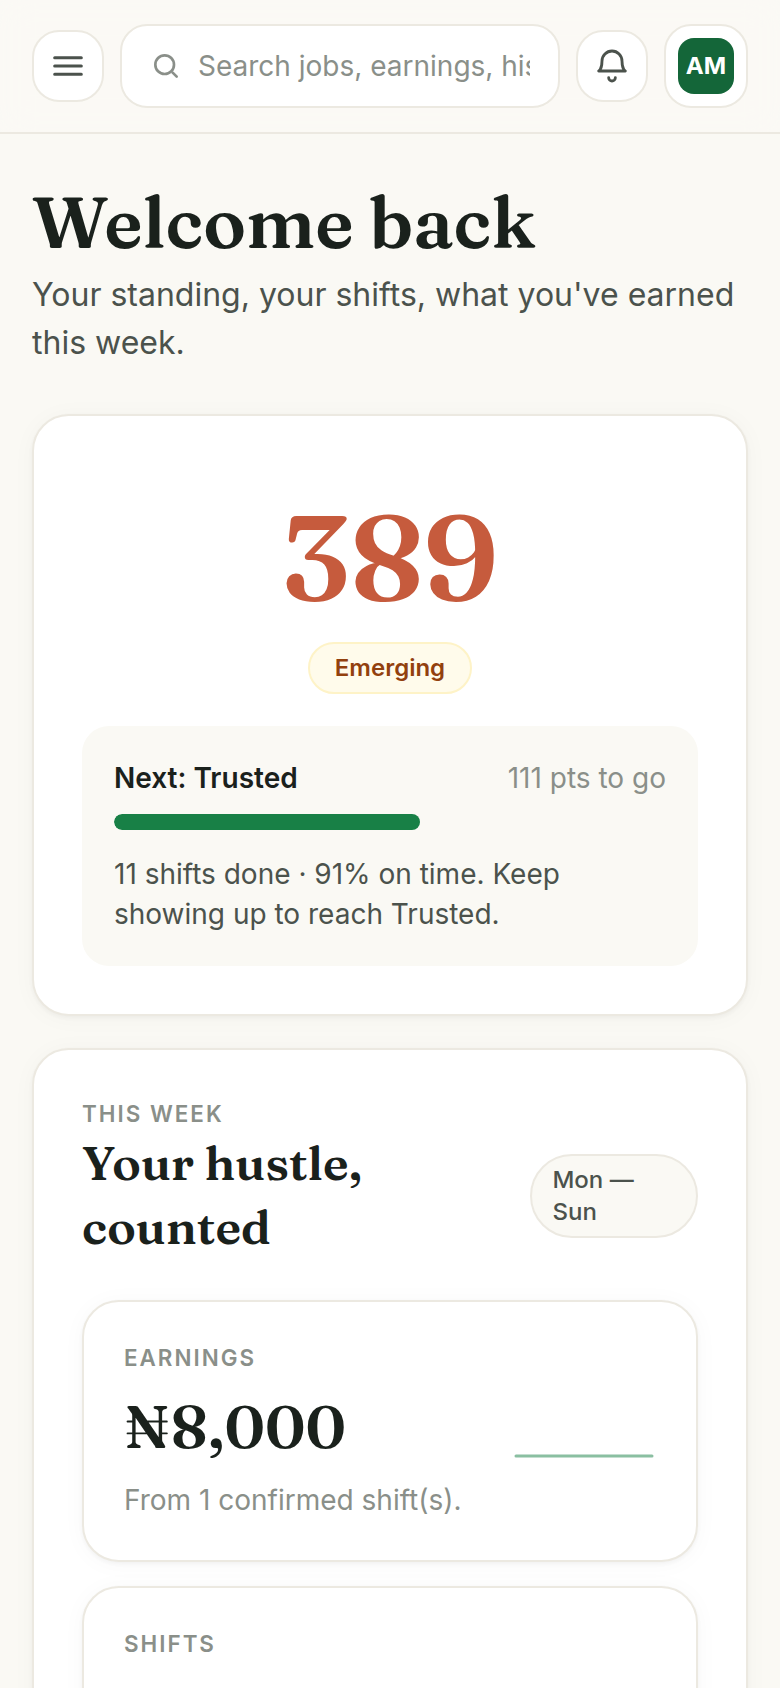 Search jobs, earnings, his
AM
Welcome back
Your standing, your shifts, what you've earned
this week.
389
Emerging
Next: Trusted
111 pts to go
11 shifts done · 91% on time. Keep
showing up to reach Trusted.
THIS WEEK
Your hustle,
counted
Mon —
Sun
EARNINGS
₦8,000
From 1 confirmed shift(s).
SHIFTS